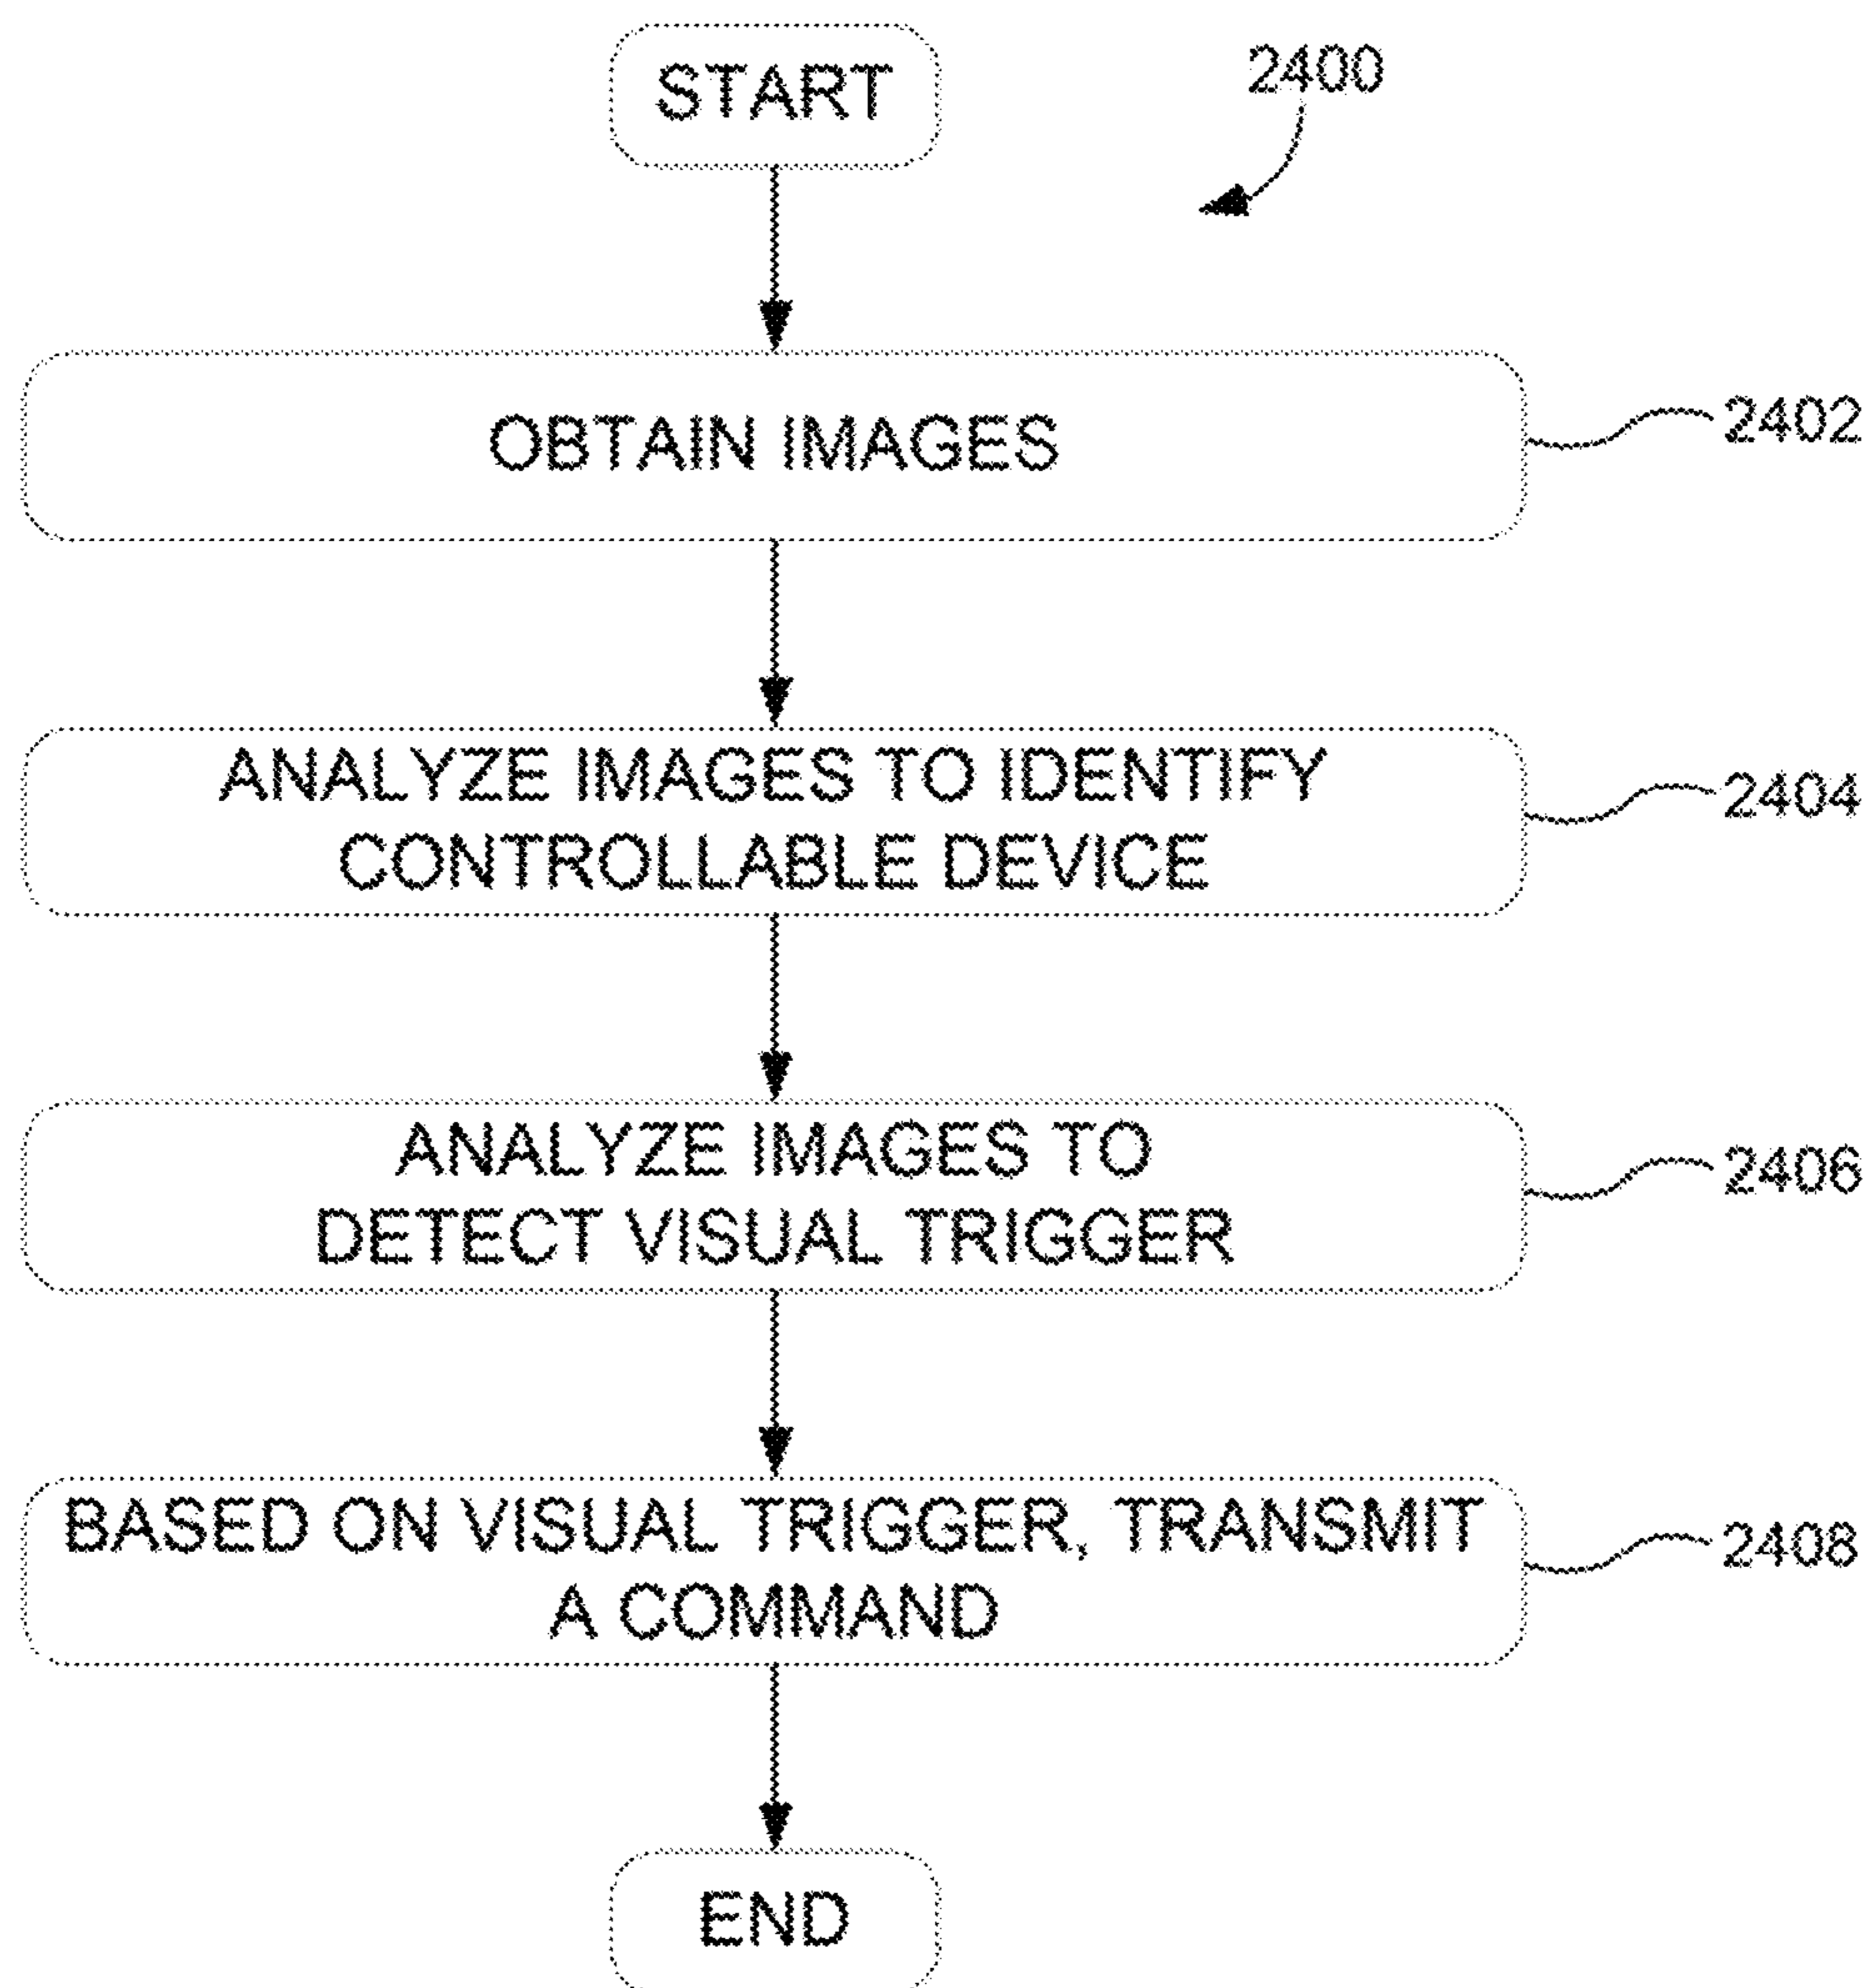 START
2400
OBTAIN IMAGES
2402
ANALYZE IMAGES TO IDENTIFY
CONTROLLABLE DEVICE
2404
ANALYZE IMAGES TO
DETECT VISUAL TRIGGER
2406
BASED ON VISUAL TRIGGER, TRANSMIT
A COMMAND
2408
END